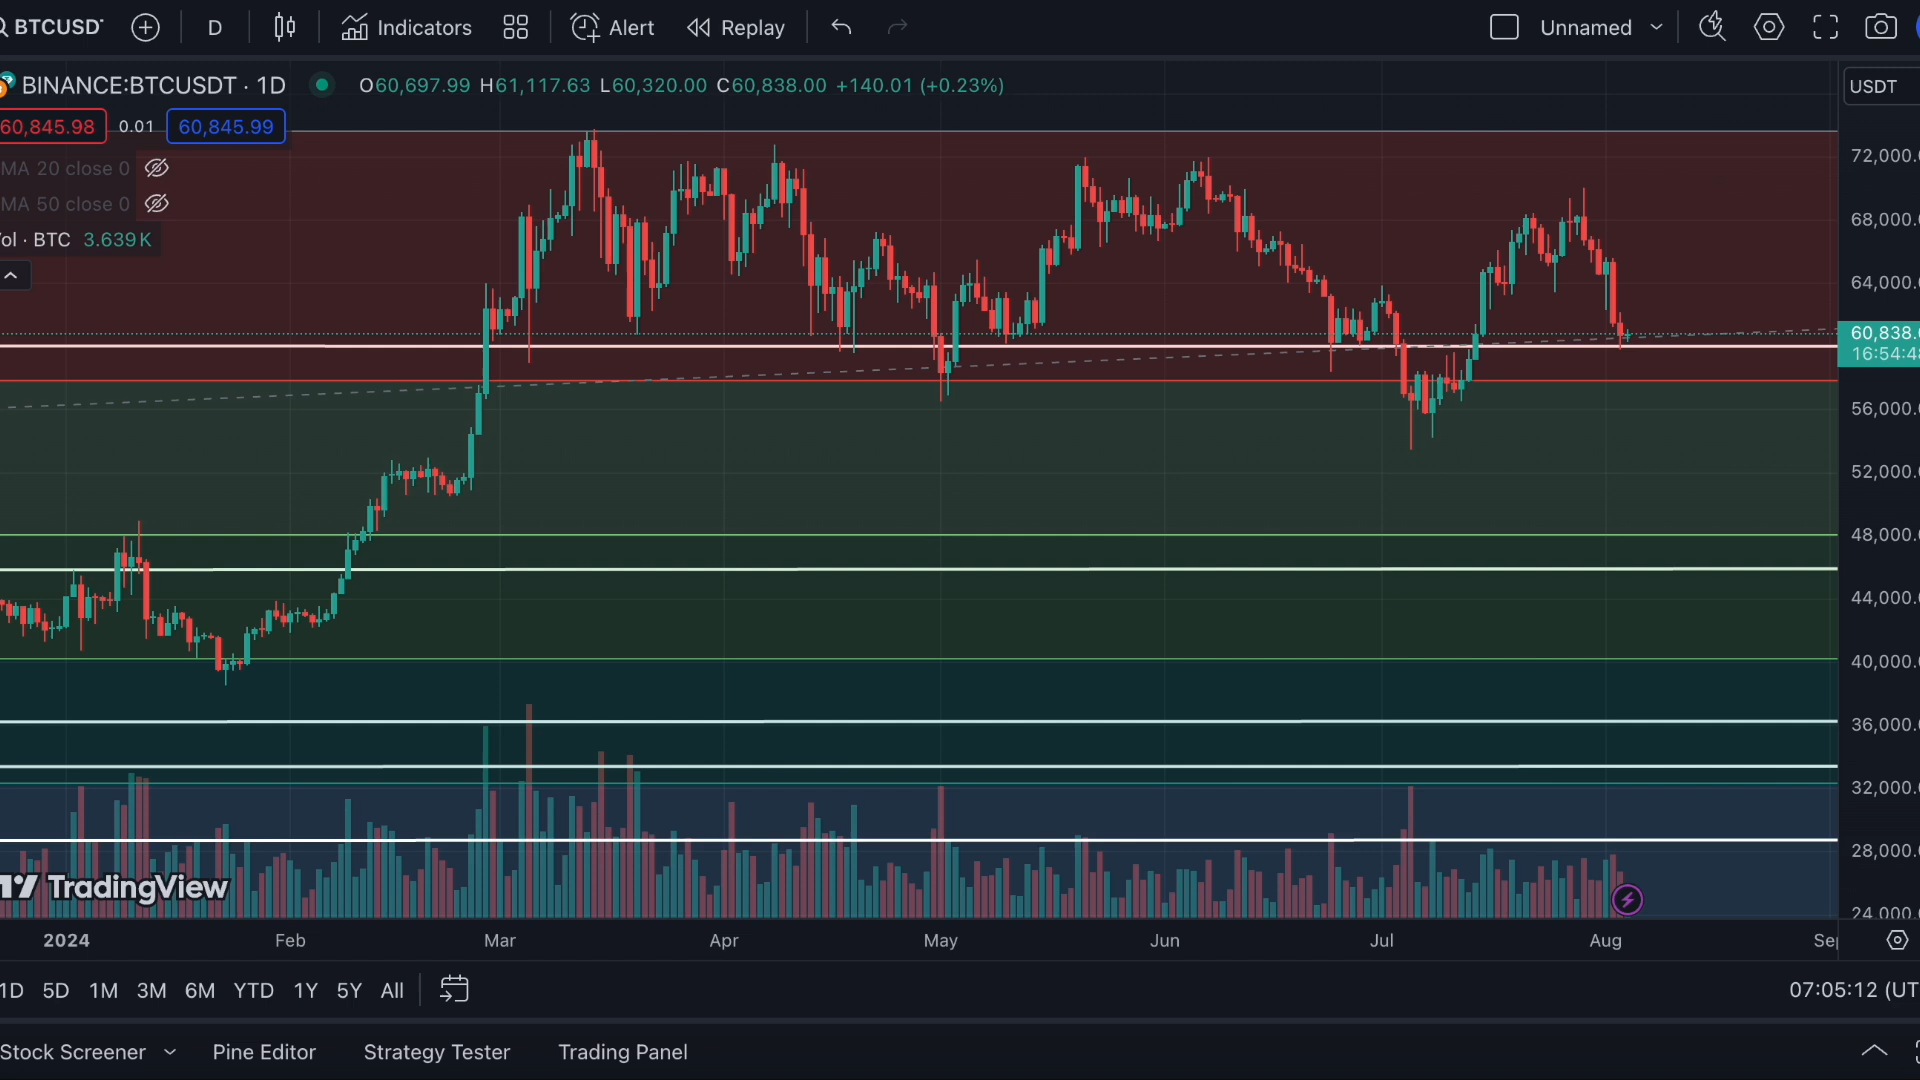 BTCUSDT D Indicators Alert Replay Unnamed
BINANCE:BTCUSDT · 1D O60,697.99 H61,117.63 L60,320.00 C60,838.00 +140.01 (+0.23%) USDT
60,845.98 0.01 60,845.99
MA 20 close 0
MA 50 close 0
Vol · BTC 3.639K
72,000.
68,000.
64,000.
60,838.
16:54:48
56,000.
52,000.
48,000.
44,000.
40,000.
36,000.
32,000.
28,000.
24,000.
TradingView
2024 Feb Mar Apr May Jun Jul Aug Sep
1D 5D 1M 3M 6M YTD 1Y 5Y All 07:05:12 (UT
Stock Screener Pine Editor Strategy Tester Trading Panel